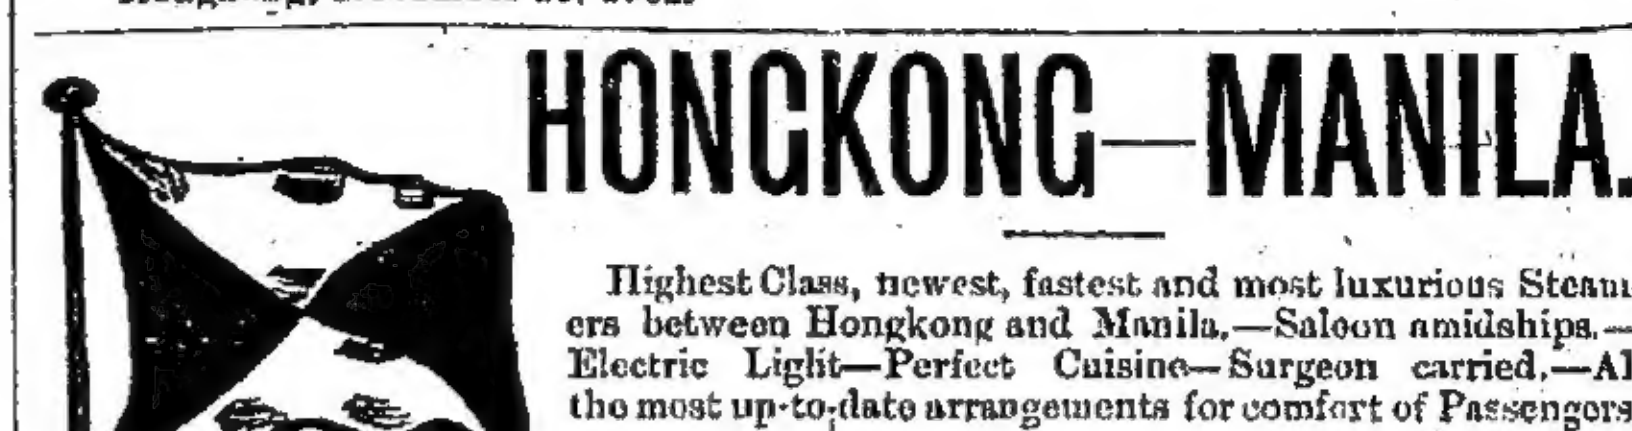 HONGKONG—MANILA.
Highest Class, newest, fastest and most luxurious Steam-
ers between Hongkong and Manila.—Saloon amidships.—
Electric Light—Perfect Cuisine—Surgeon carried.—Al
the most up-to-date arrangements for comfort of Passengers